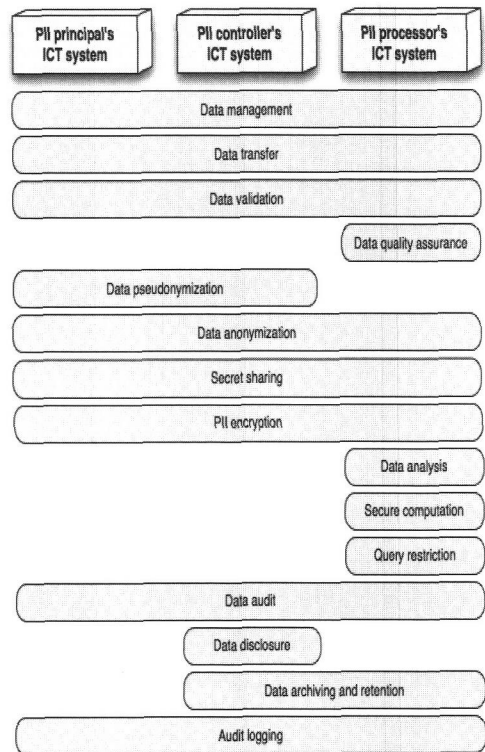 PII principal's
ICT system
PII controller's
ICT system
PII processor's
ICT system
Data management
Data transfer
Data validation
Data quality assurance
Data pseudonymization
Data anonymization
Secret sharing
PII encryption
Data analysis
Secure computation
Query restriction
Data audit
Data disclosure
Data archiving and retention
Audit logging